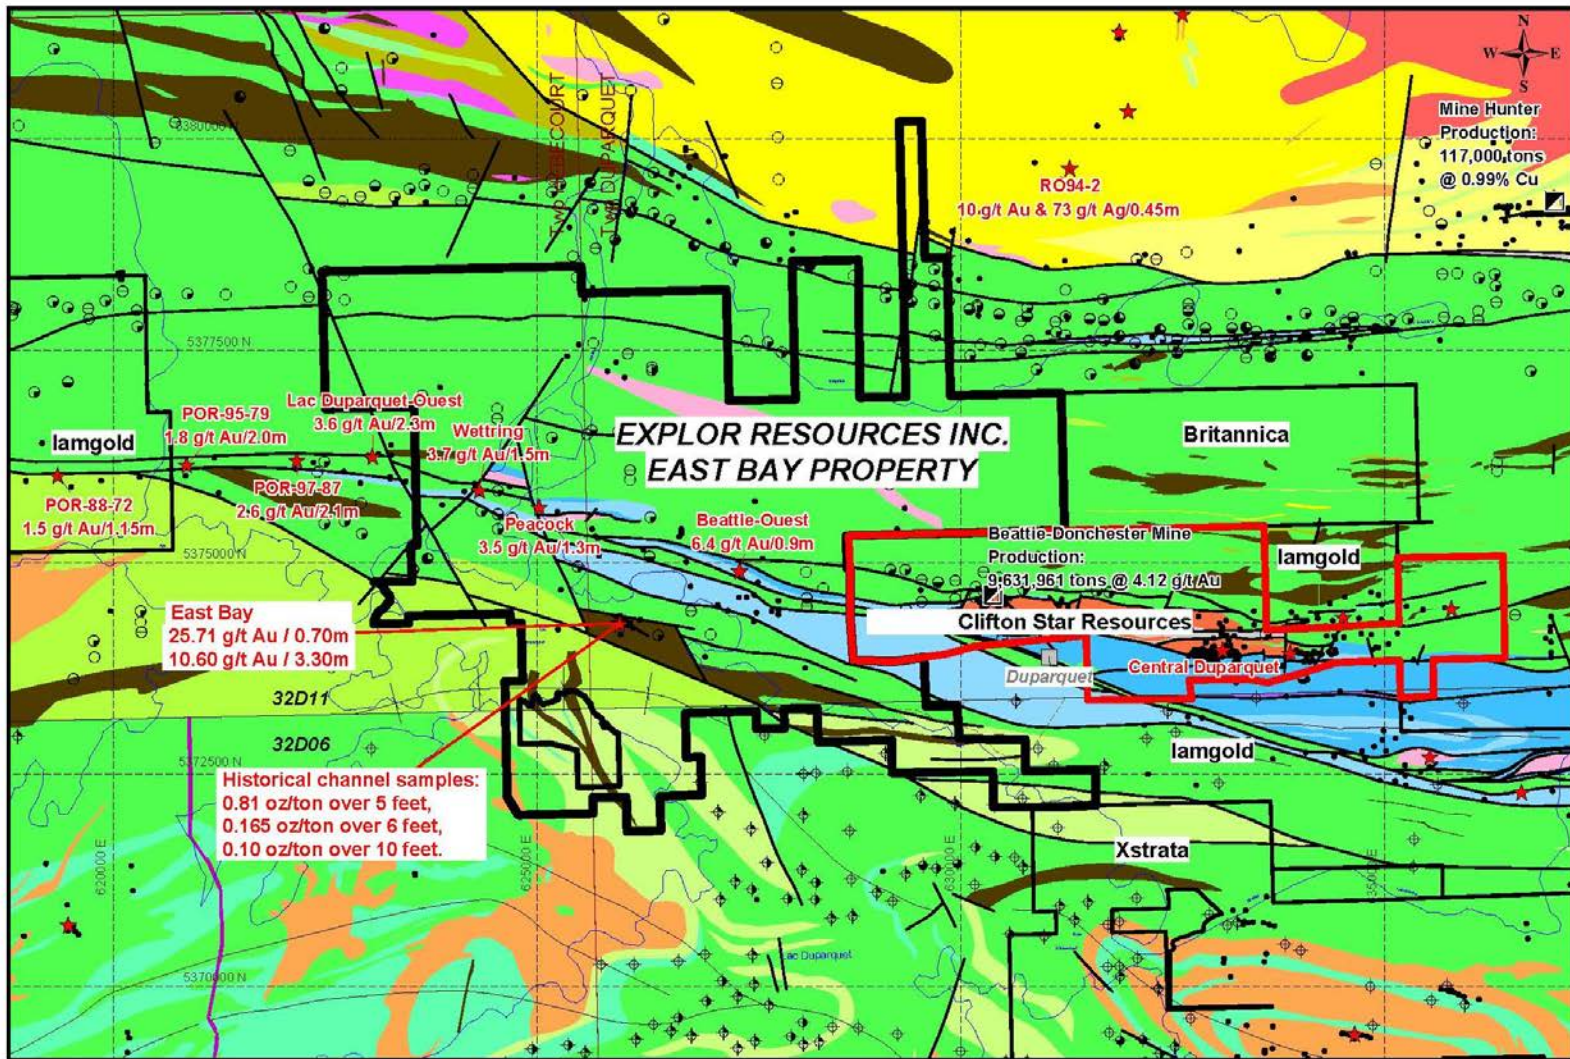 N
W E
S
Mine Hunter
Production:
117,000 tons
@ 0.99% Cu
Twp DUPARQUET
5380000 N
RO94-2
10 g/t Au & 73 g/t Ag/0.45m
5377500 N
Lac Duparquet-Ouest
3.6 g/t Au/2.3m
POR-95-79
1.8 g/t Au/2.0m
Iamgold
Wettring
3.7 g/t Au/1.5m
EXPLOR RESOURCES INC.
EAST BAY PROPERTY
Britannica
POR-88-72
1.5 g/t Au/1.15m
POR-97-87
2.6 g/t Au/2.1m
Peacock
3.5 g/t Au/1.3m
Beattie-Ouest
6.4 g/t Au/0.9m
Beattie-Donchester Mine
Production:
9,631,961 tons @ 4.12 g/t Au
Iamgold
5375000 N
East Bay
25.71 g/t Au / 0.70m
10.60 g/t Au / 3.30m
Clifton Star Resources
Central Duparquet
Duparquet
32D11
32D06
Iamgold
5372500 N
Historical channel samples:
0.81 oz/ton over 5 feet,
0.165 oz/ton over 6 feet,
0.10 oz/ton over 10 feet.
Xstrata
620000 E
625000 E
630000 E
Lac Duparquet
5370000 N